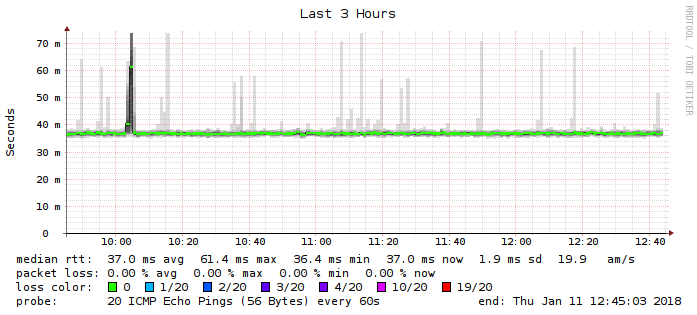 Last 3 Hours
RRDTOOL / TOBI OETIKER
Seconds
70 m
60 m
50 m
40 m
30 m
20 m
10 m
0
10:00 10:20 10:40 11:00 11:20 11:40 12:00 12:20 12:40
median rtt: 37.0 ms avg 61.4 ms max 36.4 ms min 37.0 ms now 1.9 ms sd 19.9 am/s
packet loss: 0.00 % avg 0.00 % max 0.00 % min 0.00 % now
loss color: 0 1/20 2/20 3/20 4/20 10/20 19/20
probe: 20 ICMP Echo Pings (56 Bytes) every 60s end: Thu Jan 11 12:45:03 2018